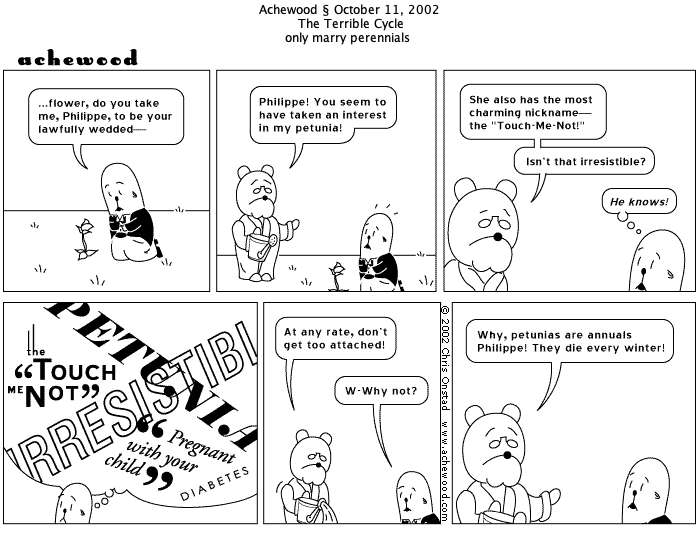 Achewood § October 11, 2002
The Terrible Cycle
only marry perennials
achewood
...flower, do you take
me, Philippe, to be your
lawfully wedded—
Philippe! You seem to
have taken an interest
in my petunia!
She also has the most
charming nickname—
the "Touch-Me-Not!"
Isn't that irresistible?
He knows!
PETUNIA
the
“TOUCH
ME NOT”
IRRESISTIBL
“Pregnant
with your
child”
DIABETES
At any rate, don't
get too attached!
W-Why not?
© 2002 Chris Onstad www.achewood.com
Why, petunias are annuals
Philippe! They die every winter!